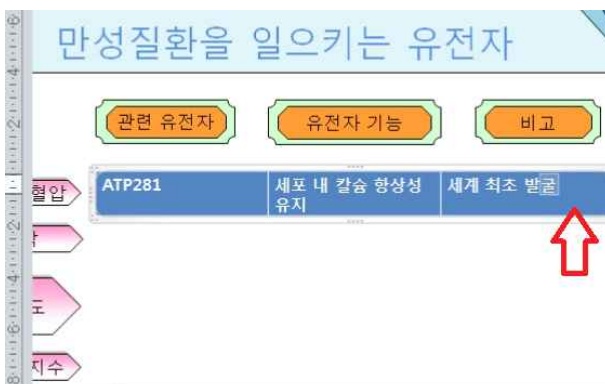 만성질환을 일으키는 유전자
관련 유전자
유전자 기능
비고
혈압
ATP281
세포 내 칼슘 항상성
유지
세계 최초 발굴
도
지수